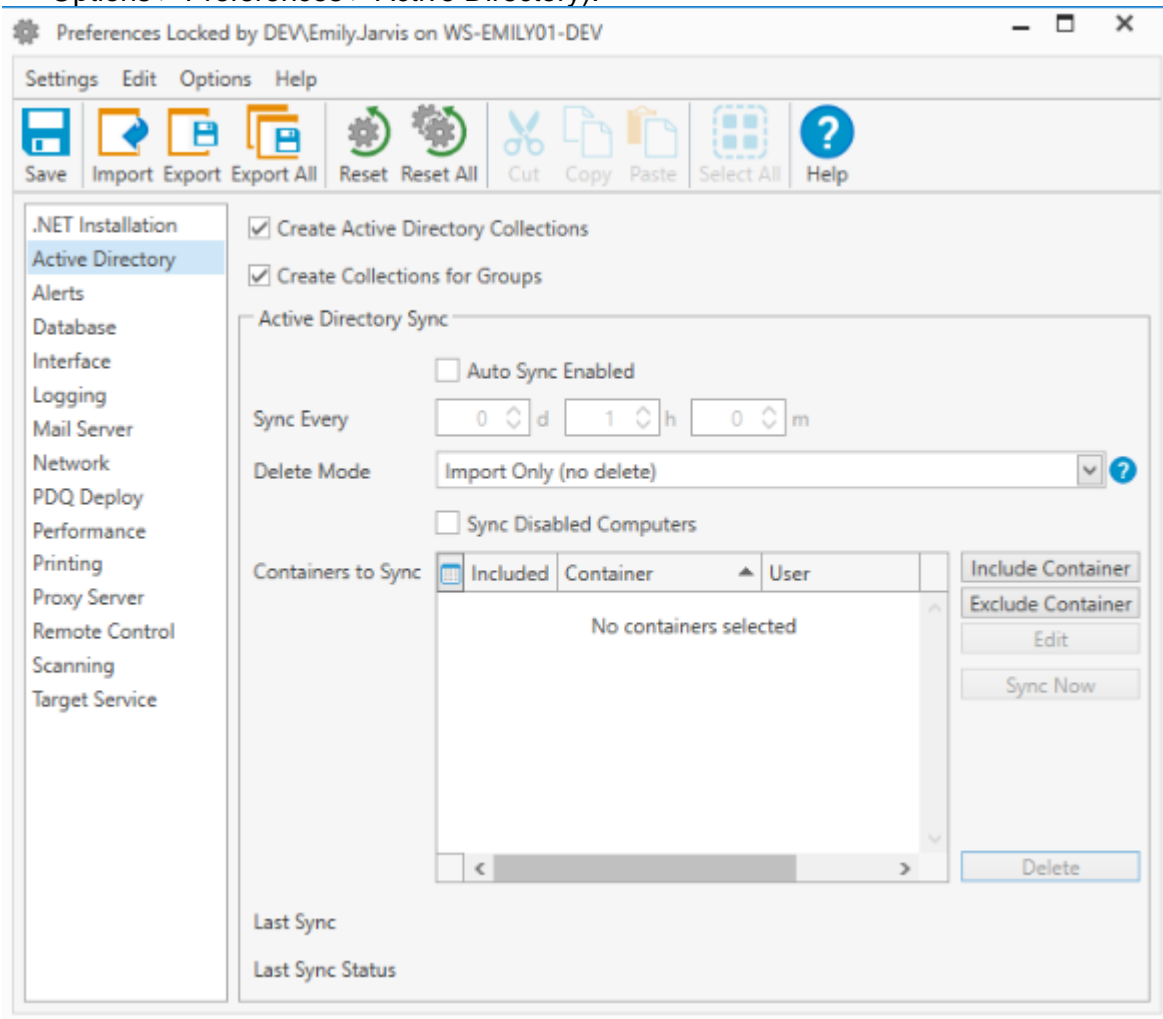 Options > Preferences > Active Directory).
Preferences Locked by DEV\Emily.Jarvis on WS-EMILY01-DEV
Settings Edit Options Help
Save Import Export Export All Reset Reset All Cut Copy Paste Select All Help
.NET Installation
Active Directory
Alerts
Database
Interface
Logging
Mail Server
Network
PDQ Deploy
Performance
Printing
Proxy Server
Remote Control
Scanning
Target Service
Create Active Directory Collections
Create Collections for Groups
Active Directory Sync
Auto Sync Enabled
Sync Every 0 d 1 h 0 m
Delete Mode Import Only (no delete)
Sync Disabled Computers
Containers to Sync Included Container User
No containers selected
Include Container
Exclude Container
Edit
Sync Now
Delete
Last Sync
Last Sync Status